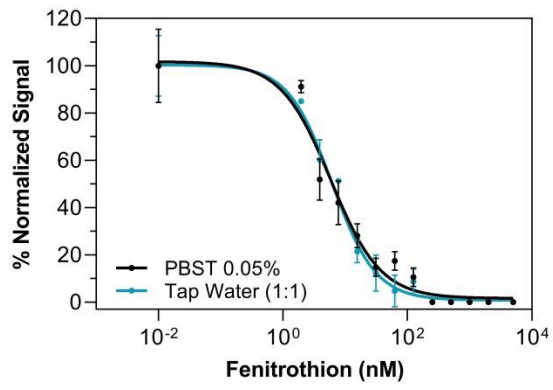 % Normalized Signal
120
100
80
60
40
20
0
PBST 0.05%
Tap Water (1:1)
10⁻² 10⁰ 10² 10⁴
Fenitrothion (nM)